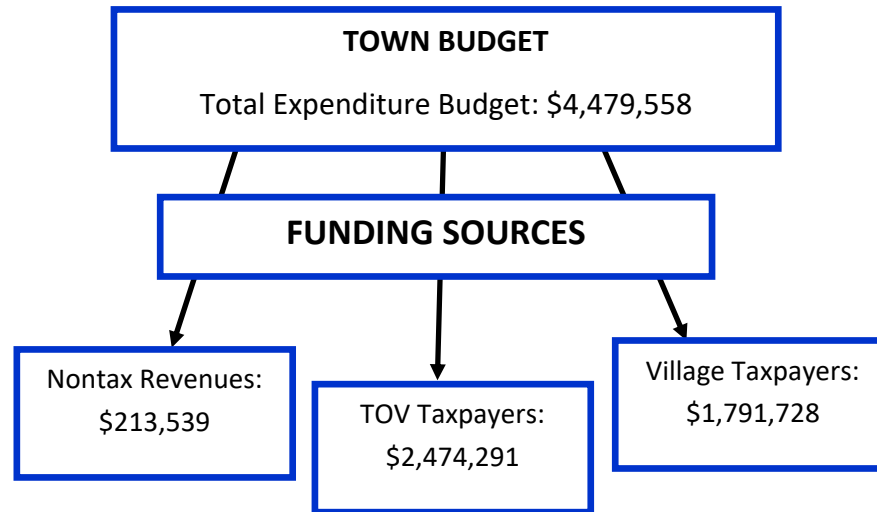 TOWN BUDGET
Total Expenditure Budget: $4,479,558
FUNDING SOURCES
Nontax Revenues:
$213,539
TOV Taxpayers:
$2,474,291
Village Taxpayers:
$1,791,728